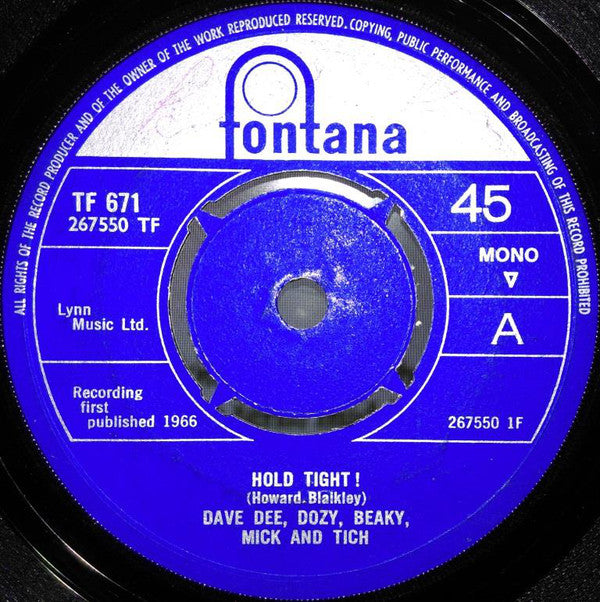 ALL RIGHTS OF THE RECORD PRODUCER AND OF THE OWNER OF THE WORK REPRODUCED RESERVED. COPYING, PUBLIC PERFORMANCE AND BROADCASTING OF THIS RECORD PROHIBITED
fontana
TF 671
267550 TF
45
MONO
A
Lynn
Music Ltd.
Recording
first
published 1966
267550 1F
HOLD TIGHT !
(Howard-Blaikley)
DAVE DEE, DOZY, BEAKY,
MICK AND TICH